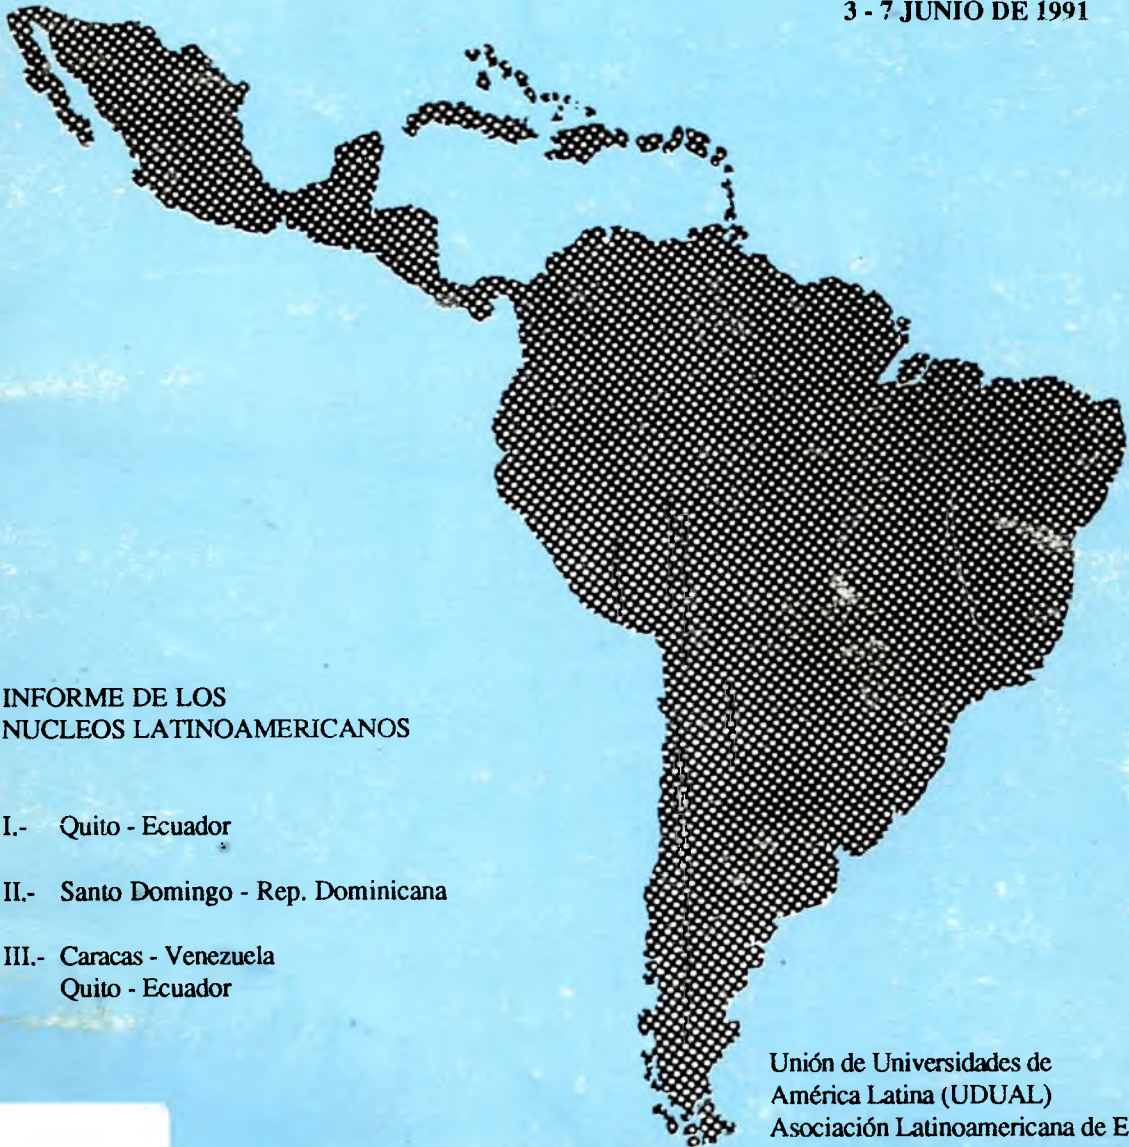 3 - 7 JUNIO DE 1991
INFORME DE LOS
NUCLEOS LATINOAMERICANOS
I.- Quito - Ecuador
II.- Santo Domingo - Rep. Dominicana
III.- Caracas - Venezuela
Quito - Ecuador
Unión de Universidades de
América Latina (UDUAL)
Asociación Latinoamericana de